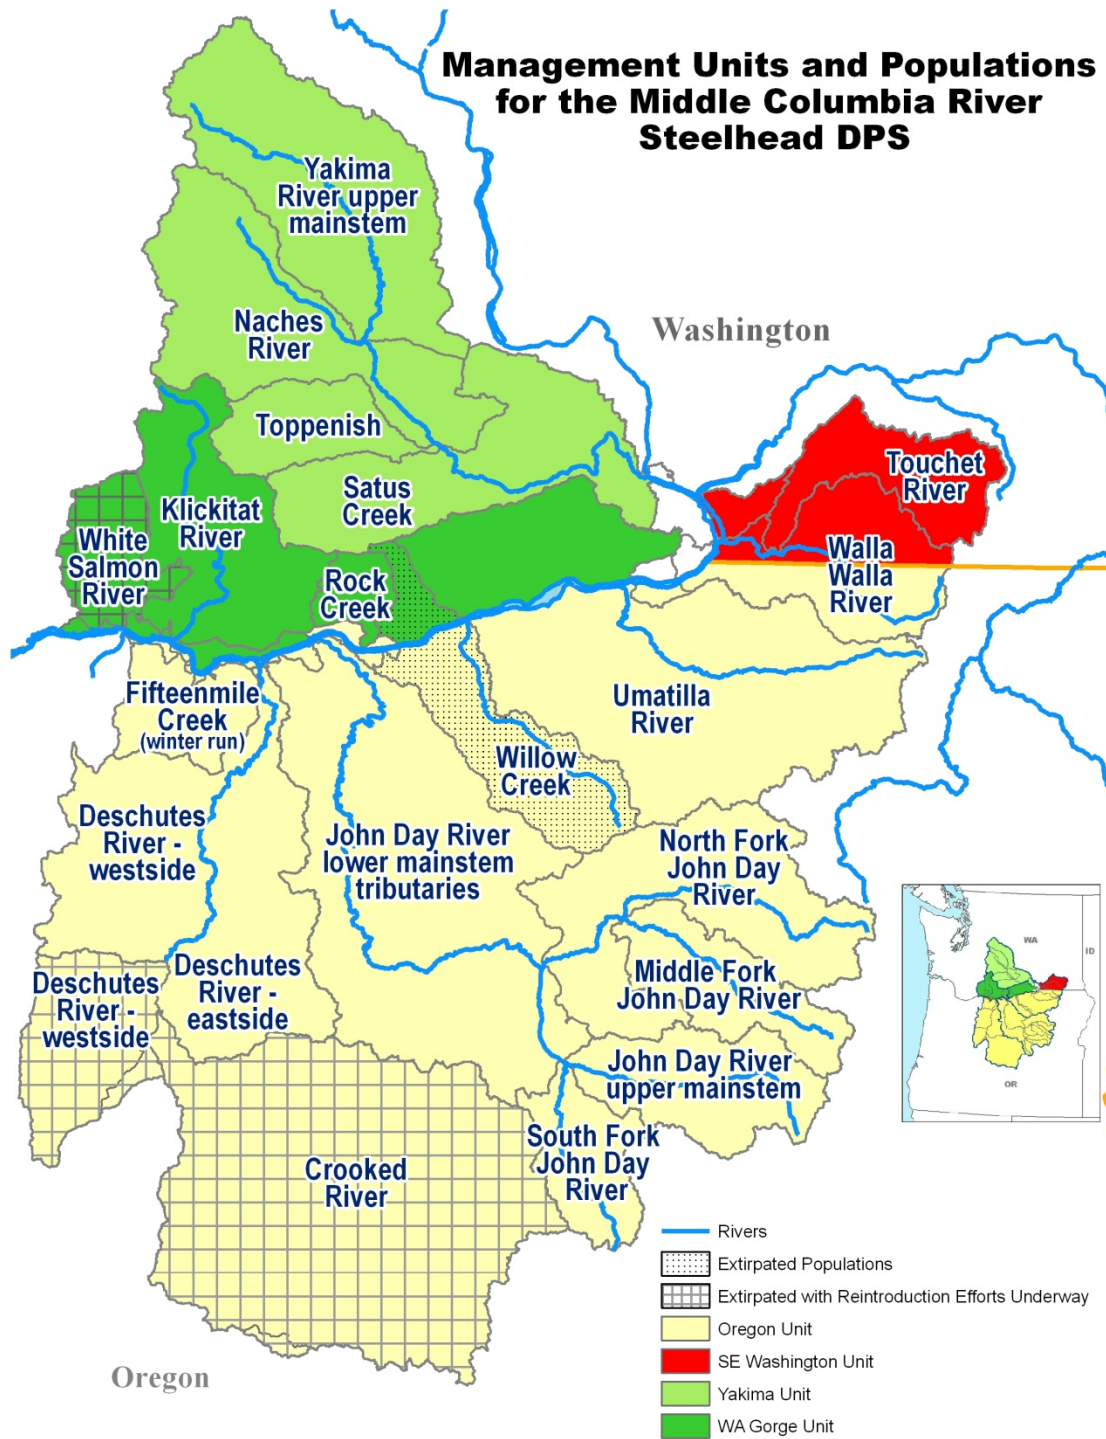 Management Units and Populations
for the Middle Columbia River
Steelhead DPS
Yakima
River upper
mainstem
Naches
River
Washington
Toppenish
Touchet
River
Satus
Creek
Klickitat
River
White
Salmon
River
Walla
Walla
River
Rock
Creek
Fifteenmile
Creek
(winter run)
Umatilla
River
Willow
Creek
Deschutes
River -
westside
John Day River
lower mainstem
tributaries
North Fork
John Day
River
Deschutes
River -
westside
Deschutes
River -
eastside
Middle Fork
John Day River
John Day River
upper mainstem
South Fork
John Day
River
Crooked
River
Oregon
WA
ID
OR
Rivers
Extirpated Populations
Extirpated with Reintroduction Efforts Underway
Oregon Unit
SE Washington Unit
Yakima Unit
WA Gorge Unit